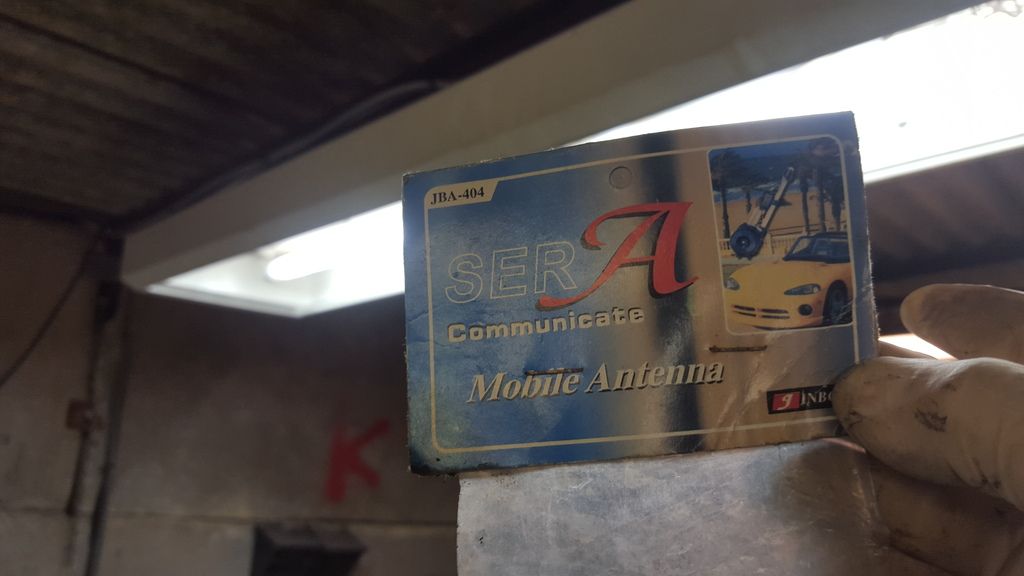 JBA-404
SERA
Communicate
Mobile Antenna
K